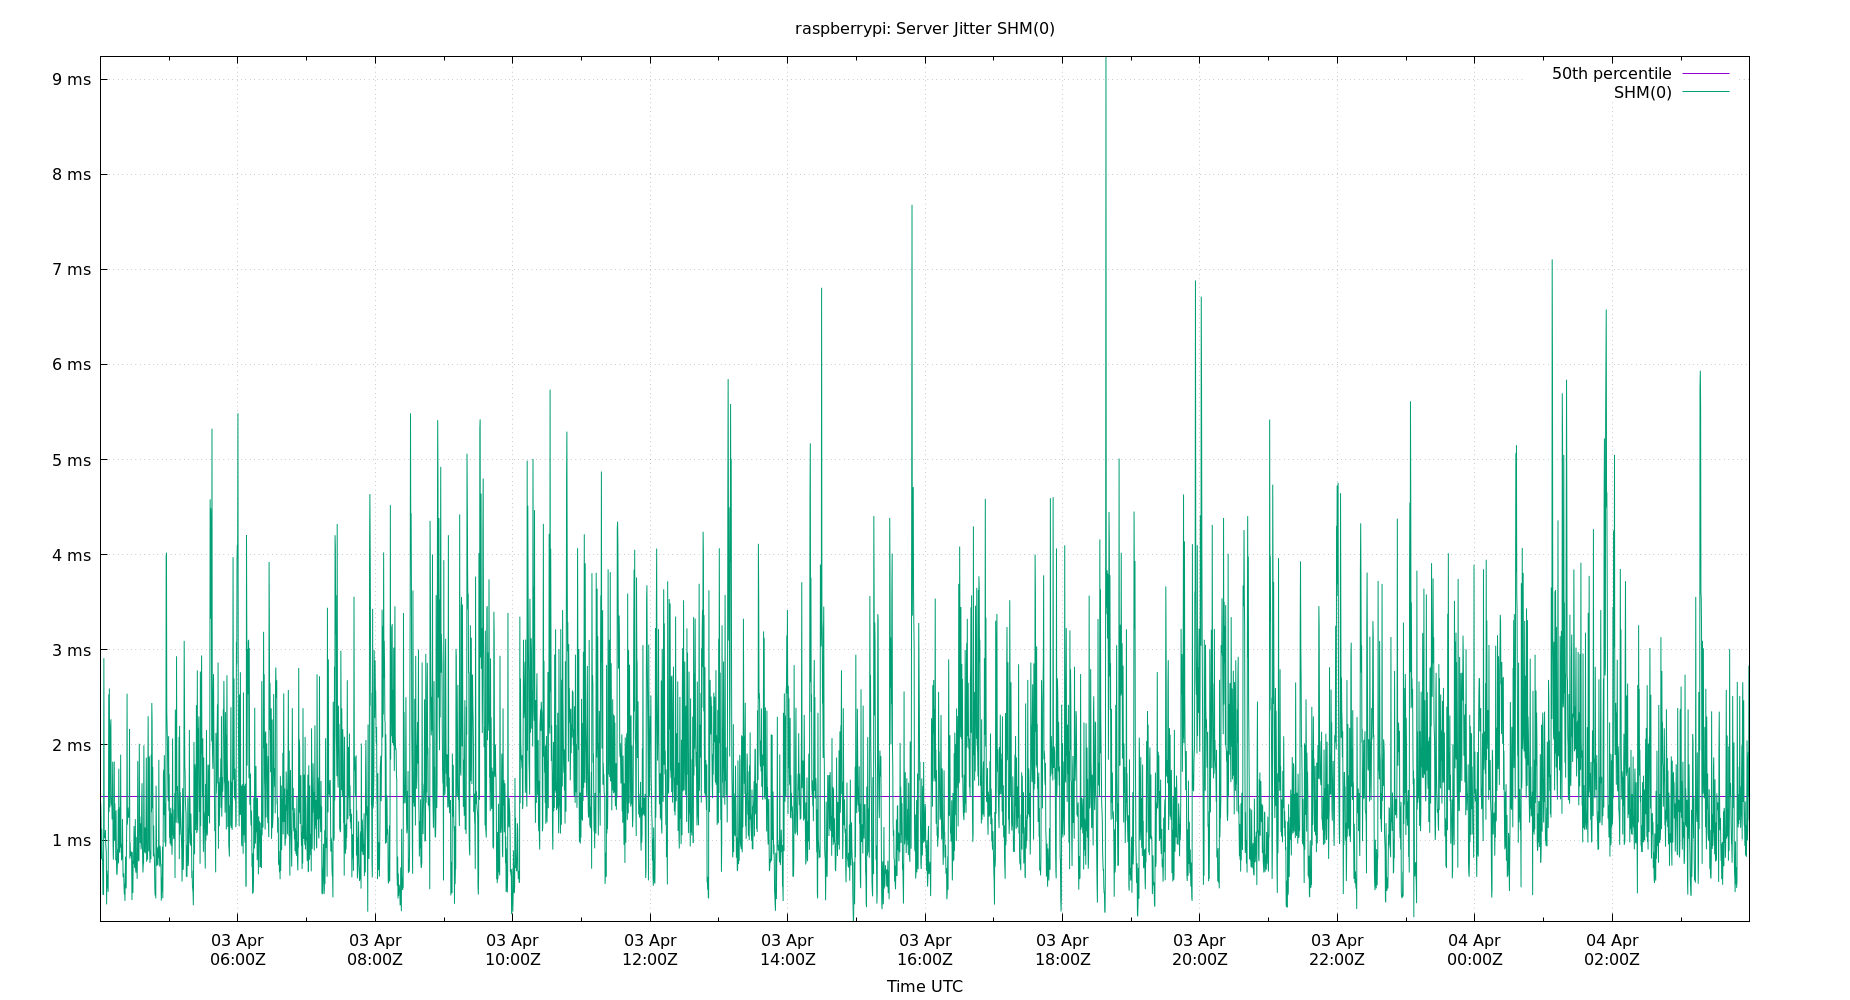 raspberrypi: Server Jitter SHM(0)
9 ms
50th percentile
SHM(0)
8 ms
7 ms
6 ms
5 ms
4 ms
3 ms
2 ms
1 ms
03 Apr 03 Apr 03 Apr 03 Apr 03 Apr 03 Apr 03 Apr 03 Apr 03 Apr 04 Apr 04 Apr
06:00Z 08:00Z 10:00Z 12:00Z 14:00Z 16:00Z 18:00Z 20:00Z 22:00Z 00:00Z 02:00Z
Time UTC